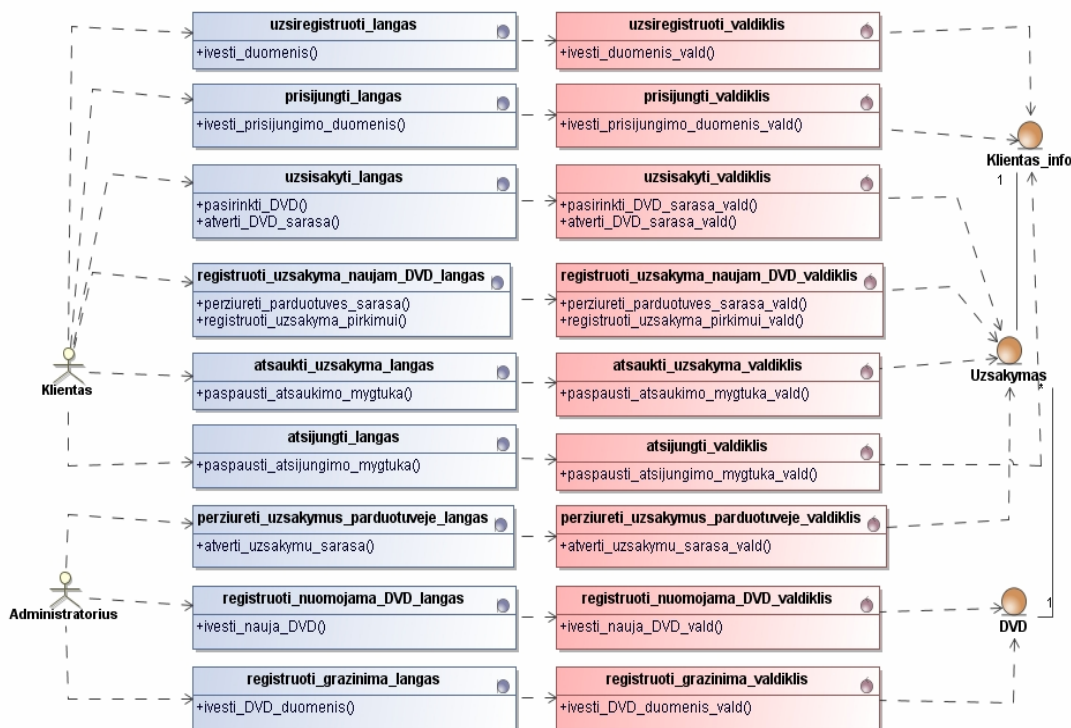 uzsiregistruoti_langas
+ivesti_duomenis()
uzsiregistruoti_valdiklis
+ivesti_duomenis_vald()
prisijungti_langas
+ivesti_prisijungimo_duomenis()
prisijungti_valdiklis
+ivesti_prisijungimo_duomenis_vald()
Klientas_info
1
uzsisakyti_langas
+pasirinkti_DVD()
+atverti_DVD_sarasa()
uzsisakyti_valdiklis
+pasirinkti_DVD_sarasa_vald()
+atverti_DVD_sarasa_vald()
registruoti_uzsakyma_naujam_DVD_langas
+perziureti_parduotuves_sarasa()
+registruoti_uzsakyma_pirkimui()
registruoti_uzsakyma_naujam_DVD_valdiklis
+perziureti_parduotuves_sarasa_vald()
+registruoti_uzsakyma_pirkimui_vald()
Klientas
atsaukti_uzsakyma_langas
+paspausti_atsaukimo_mygtuka()
atsaukti_uzsakyma_valdiklis
+paspausti_atsaukimo_mygtuka_vald()
Uzsakymas
*
atsijungti_langas
+paspausti_atsijungimo_mygtuka()
atsijungti_valdiklis
+paspausti_atsijungimo_mygtuka_vald()
perziureti_uzsakymus_parduotuveje_langas
+atverti_uzsakymu_sarasa()
perziureti_uzsakymus_parduotuveje_valdiklis
+atverti_uzsakymu_sarasa_vald()
Administratorius
registruoti_nuomojama_DVD_langas
+ivesti_nauja_DVD()
registruoti_nuomojama_DVD_valdiklis
+ivesti_nauja_DVD_vald()
1
DVD
registruoti_grazinima_langas
+ivesti_DVD_duomenis()
registruoti_grazinima_valdiklis
+ivesti_DVD_duomenis_vald()